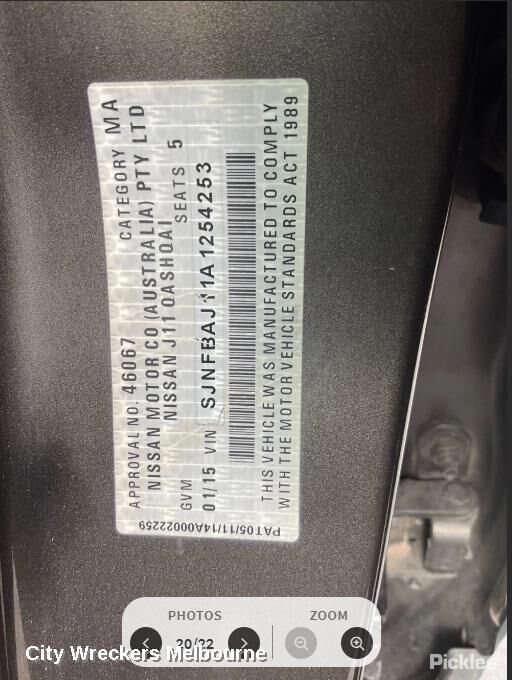 APPROVAL NO. 46067 CATEGORY MA
NISSAN MOTOR CO (AUSTRALIA) PTY LTD
NISSAN J11 QASHQAI
GVM SEATS 5
01/15 VIN SJNFBAJ11A1254253
THIS VEHICLE WAS MANUFACTURED TO COMPLY
WITH THE MOTOR VEHICLE STANDARDS ACT 1989
PAT05/11/14A00022259
PHOTOS ZOOM
20/22
City Wreckers Melbourne
Pickles